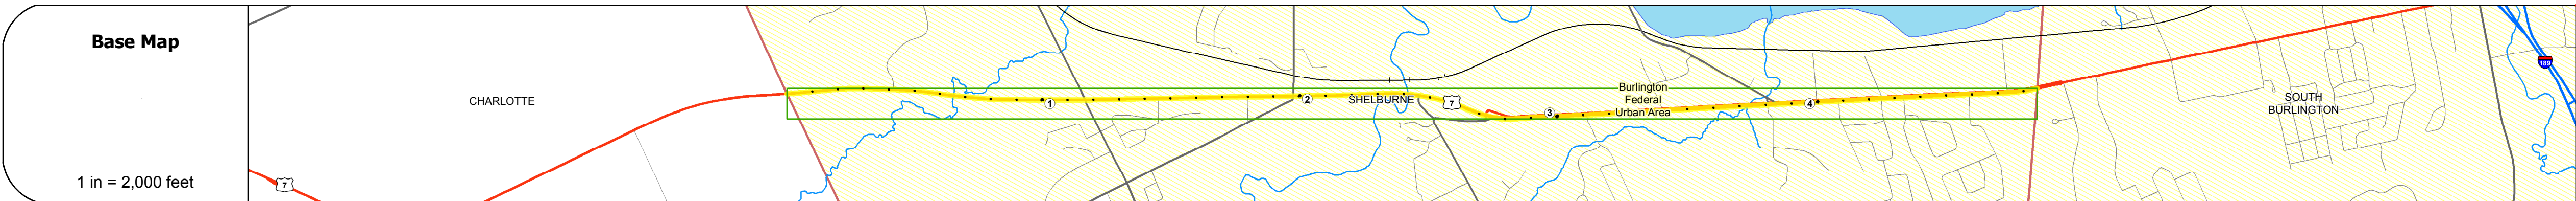 Base Map
1 in = 2,000 feet
7
CHARLOTTE
1
2
SHELBURNE
7
3
Burlington
Federal
Urban Area
4
SOUTH
BURLINGTON
189